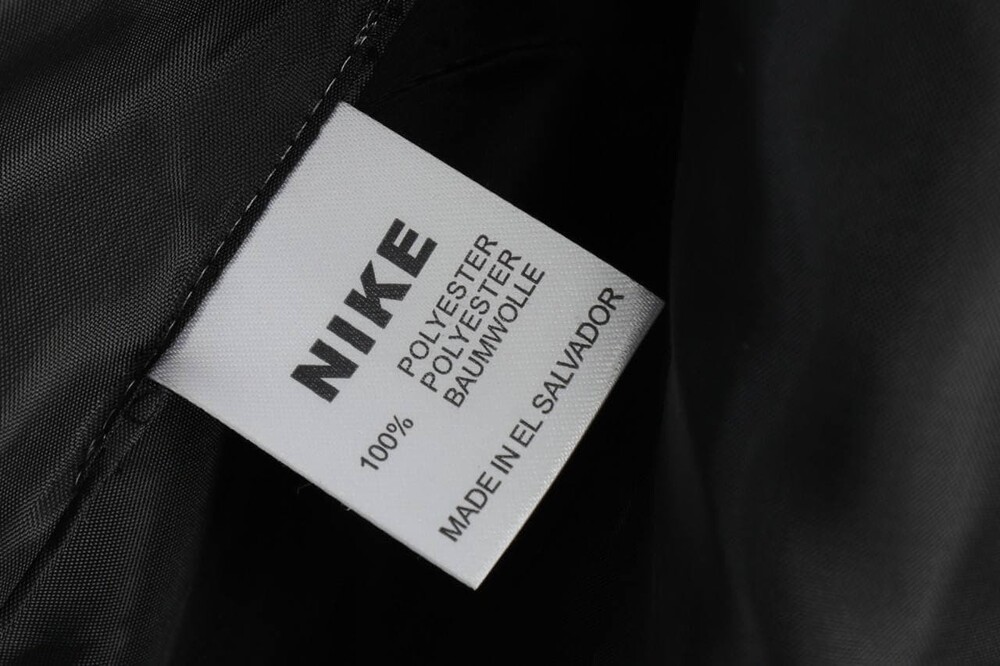 NIKE
100% POLYESTER
POLYESTER
BAUMWOLLE
MADE IN EL SALVADOR